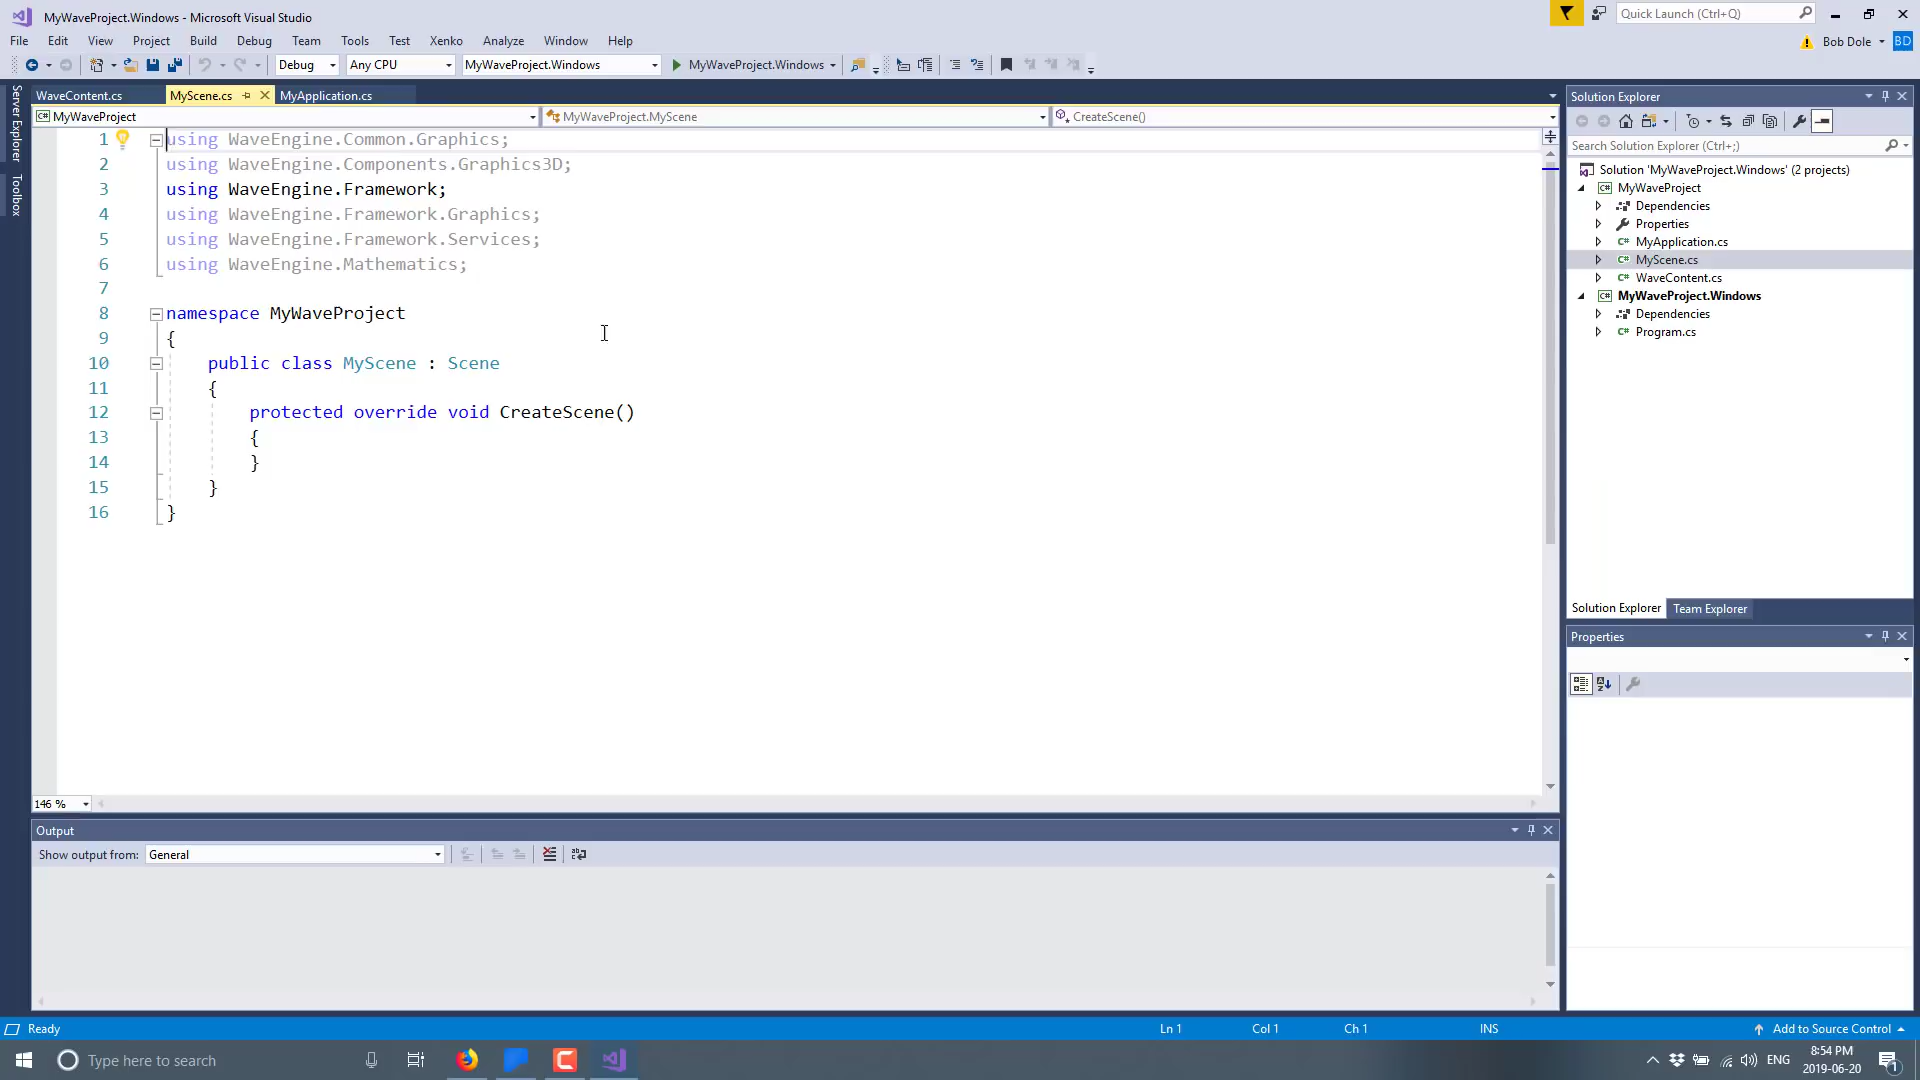 MyWaveProject.Windows - Microsoft Visual Studio
Quick Launch (Ctrl+Q)
File Edit View Project Build Debug Team Tools Test Xenko Analyze Window Help
Bob Dole BD
Debug Any CPU MyWaveProject.Windows MyWaveProject.Windows
Server Explorer
Toolbox
WaveContent.cs MyScene.cs MyApplication.cs
MyWaveProject MyWaveProject.MyScene CreateScene()
1 using WaveEngine.Common.Graphics;
2 using WaveEngine.Components.Graphics3D;
3 using WaveEngine.Framework;
4 using WaveEngine.Framework.Graphics;
5 using WaveEngine.Framework.Services;
6 using WaveEngine.Mathematics;
7
8 namespace MyWaveProject
9 {
10 public class MyScene : Scene
11 {
12 protected override void CreateScene()
13 {
14 }
15 }
16 }
146 %
Output
Show output from: General
Solution Explorer
Search Solution Explorer (Ctrl+;)
Solution 'MyWaveProject.Windows' (2 projects)
C# MyWaveProject
Dependencies
Properties
C# MyApplication.cs
C# MyScene.cs
C# WaveContent.cs
C# MyWaveProject.Windows
Dependencies
C# Program.cs
Solution Explorer Team Explorer
Properties
Ready Ln 1 Col 1 Ch 1 INS Add to Source Control
Type here to search
ENG
8:54 PM
2019-06-20
1